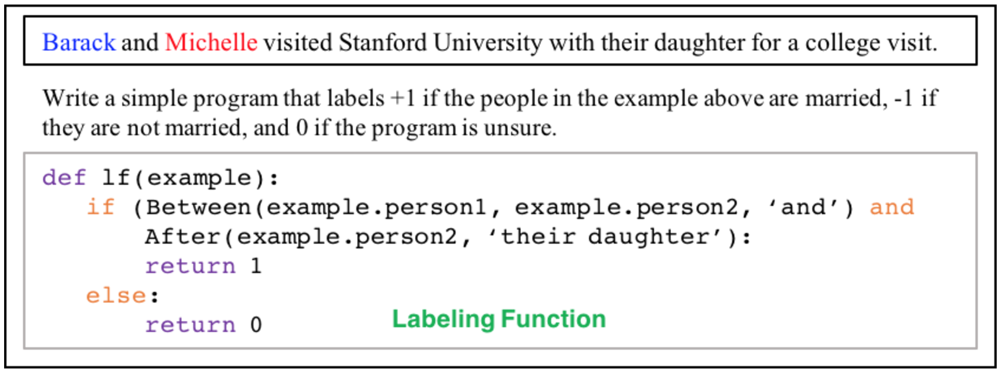 Barack and Michelle visited Stanford University with their daughter for a college visit.
Write a simple program that labels +1 if the people in the example above are married, -1 if
they are not married, and 0 if the program is unsure.
def lf(example):
if (Between(example.person1, example.person2, ‘and’) and
After(example.person2, ‘their daughter’):
return 1
else:
return 0
Labeling Function